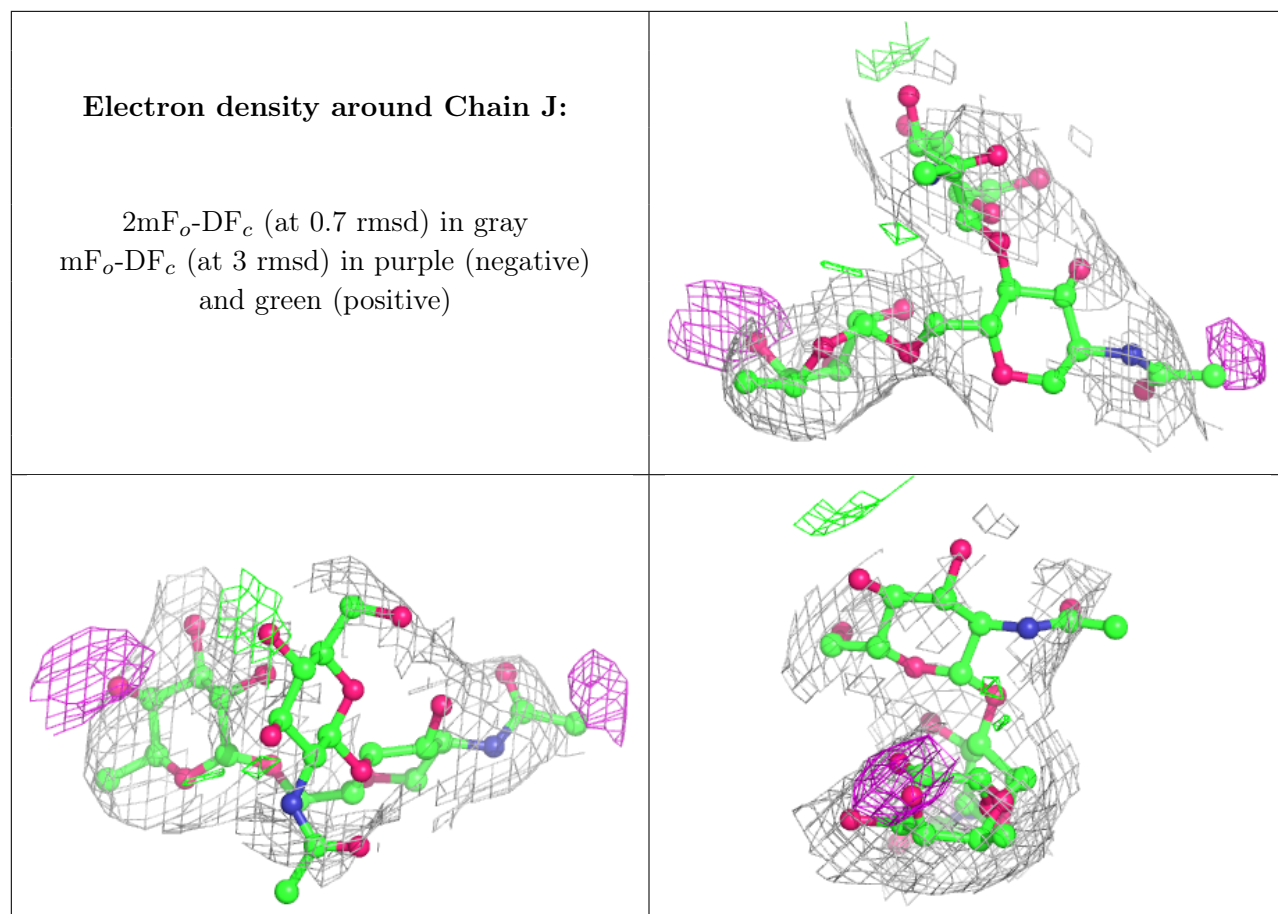 Electron density around Chain J:
2mFₒ-DF𝒸 (at 0.7 rmsd) in gray
mFₒ-DF𝒸 (at 3 rmsd) in purple (negative)
and green (positive)